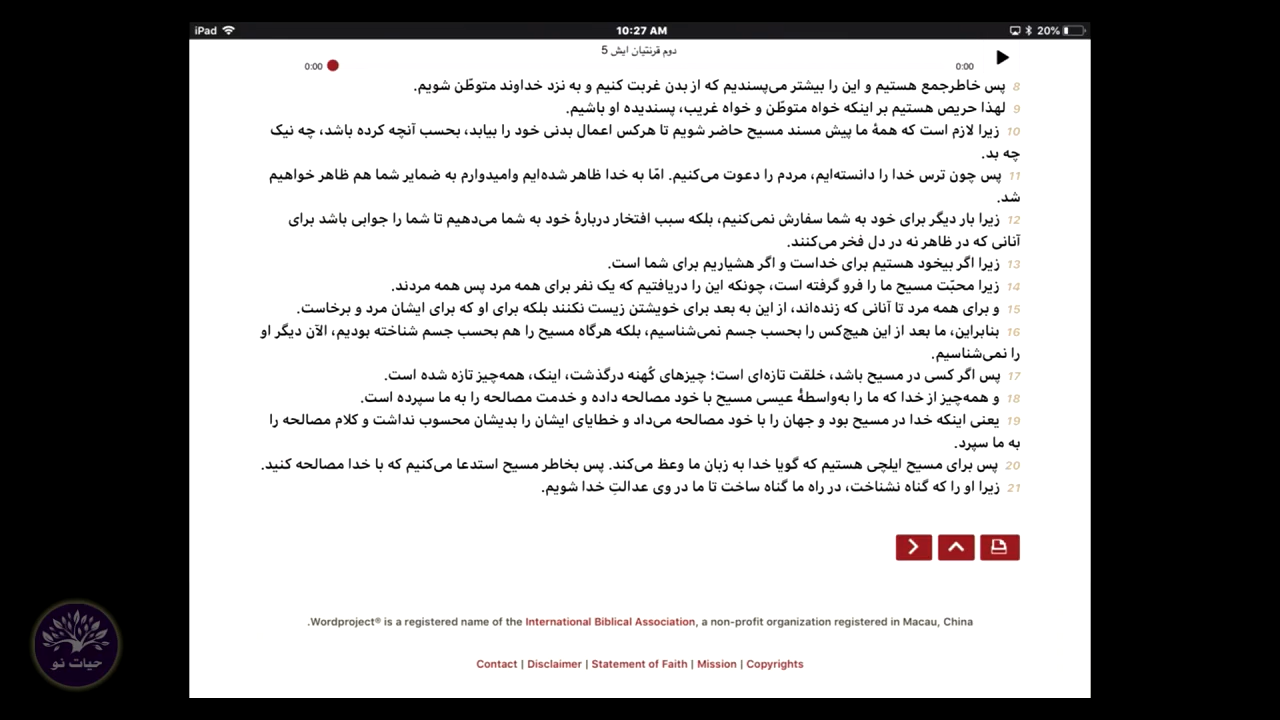 iPad
10:27 AM
20%
دوم قرنتیان ایش 5
0:00
0:00
8 پس خاطرجمع هستیم و این را بیشتر می‌پسندیم که از بدن غربت کنیم و به نزد خداوند متوطّن شویم.
9 لهذا حریص هستیم بر اینکه خواه متوطّن و خواه غریب، پسندیده او باشیم.
10 زیرا لازم است که همهٔ ما پیش مسند مسیح حاضر شویم تا هرکس اعمال بدنی خود را بیابد، بحسب آنچه کرده باشد، چه نیک
چه بد.
11 پس چون ترس خدا را دانسته‌ایم، مردم را دعوت می‌کنیم. امّا به خدا ظاهر شده‌ایم وامیدوارم به ضمایر شما هم ظاهر خواهیم
شد.
12 زیرا بار دیگر برای خود به شما سفارش نمی‌کنیم، بلکه سبب افتخار دربارهٔ خود به شما می‌دهیم تا شما را جوابی باشد برای
آنانی که در ظاهر نه در دل فخر می‌کنند.
13 زیرا اگر بیخود هستیم برای خداست و اگر هشیاریم برای شما است.
14 زیرا محبّت مسیح ما را فرو گرفته است، چونکه این را دریافتیم که یک نفر برای همه مرد پس همه مردند.
15 و برای همه مرد تا آنانی که زنده‌اند، از این به بعد برای خویشتن زیست نکنند بلکه برای او که برای ایشان مرد و برخاست.
16 بنابراین، ما بعد از این هیچ‌کس را بحسب جسم نمی‌شناسیم، بلکه هرگاه مسیح را هم بحسب جسم شناخته بودیم، الآن دیگر او
را نمی‌شناسیم.
17 پس اگر کسی در مسیح باشد، خلقت تازه‌ای است؛ چیزهای کُهنه درگذشت، اینک، همه‌چیز تازه شده است.
18 و همه‌چیز از خدا که ما را به‌واسطهٔ عیسی مسیح با خود مصالحه داده و خدمت مصالحه را به ما سپرده است.
19 یعنی اینکه خدا در مسیح بود و جهان را با خود مصالحه می‌داد و خطایای ایشان را بدیشان محسوب نداشت و کلام مصالحه را
به ما سپرد.
20 پس برای مسیح ایلچی هستیم که گویا خدا به زبان ما وعظ می‌کند. پس بخاطر مسیح استدعا می‌کنیم که با خدا مصالحه کنید.
21 زیرا او را که گناه نشناخت، در راه ما گناه ساخت تا ما در وی عدالتِ خدا شویم.
.Wordproject® is a registered name of the International Biblical Association, a non-profit organization registered in Macau, China
Contact | Disclaimer | Statement of Faith | Mission | Copyrights
حیات نو